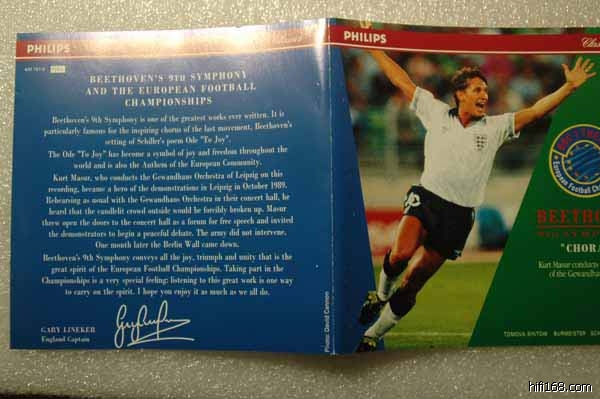 PHILIPS
BEETHOVEN'S 9TH SYMPHONY
AND THE EUROPEAN FOOTBALL
CHAMPIONSHIPS
Beethoven's 9th Symphony is one of the greatest works ever written. It is
particularly famous for the inspiring chorus of the last movement, Beethoven's
setting of Schiller's poem Ode "To Joy".
The Ode "To Joy" has become a symbol of joy and freedom throughout the
world and is also the Anthem of the European Community.
Kurt Masur, who conducts the Gewandhaus Orchestra of Leipzig on this
recording, became a hero of the demonstrations in Leipzig in October 1989.
Rehearsing as usual with the Gewandhaus Orchestra in their concert hall, he
heard that the candlelit crowd outside would be forcibly broken up. Masur
threw open the doors to the concert hall as a forum for free speech and invited
the demonstrators to begin a peaceful debate. The army did not intervene.
One month later the Berlin Wall came down.
Beethoven's 9th Symphony conveys all the joy, triumph and unity that is the
great spirit of the European Football Championships. Taking part in the
Championships is a very special feeling; listening to this great work is one way
to carry on the spirit. I hope you enjoy it as much as we all do.
GARY LINEKER
England Captain
Photo: David Cannon
PHILIPS
Class
European Football Cha
BEETHO
"CHORA
Kurt Masur conducts
of the Gewandhaus
TOMOVA SINTOW BURMEISTER SCH
hifi168.com